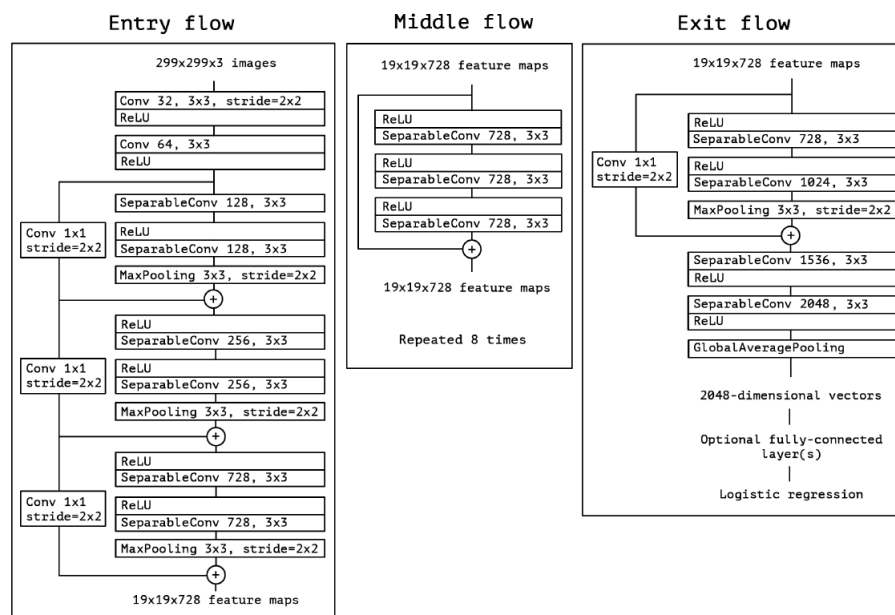 Entry flow
299x299x3 images
Conv 32, 3x3, stride=2x2
ReLU
Conv 64, 3x3
ReLU
SeparableConv 128, 3x3
Conv 1x1
stride=2x2
ReLU
SeparableConv 128, 3x3
MaxPooling 3x3, stride=2x2
+
ReLU
SeparableConv 256, 3x3
Conv 1x1
stride=2x2
ReLU
SeparableConv 256, 3x3
MaxPooling 3x3, stride=2x2
+
ReLU
SeparableConv 728, 3x3
Conv 1x1
stride=2x2
ReLU
SeparableConv 728, 3x3
MaxPooling 3x3, stride=2x2
+
19x19x728 feature maps
Middle flow
19x19x728 feature maps
ReLU
SeparableConv 728, 3x3
ReLU
SeparableConv 728, 3x3
ReLU
SeparableConv 728, 3x3
+
19x19x728 feature maps
Repeated 8 times
Exit flow
19x19x728 feature maps
ReLU
SeparableConv 728, 3x3
Conv 1x1
stride=2x2
ReLU
SeparableConv 1024, 3x3
MaxPooling 3x3, stride=2x2
+
SeparableConv 1536, 3x3
ReLU
SeparableConv 2048, 3x3
ReLU
GlobalAveragePooling
2048-dimensional vectors
Optional fully-connected
layer(s)
Logistic regression